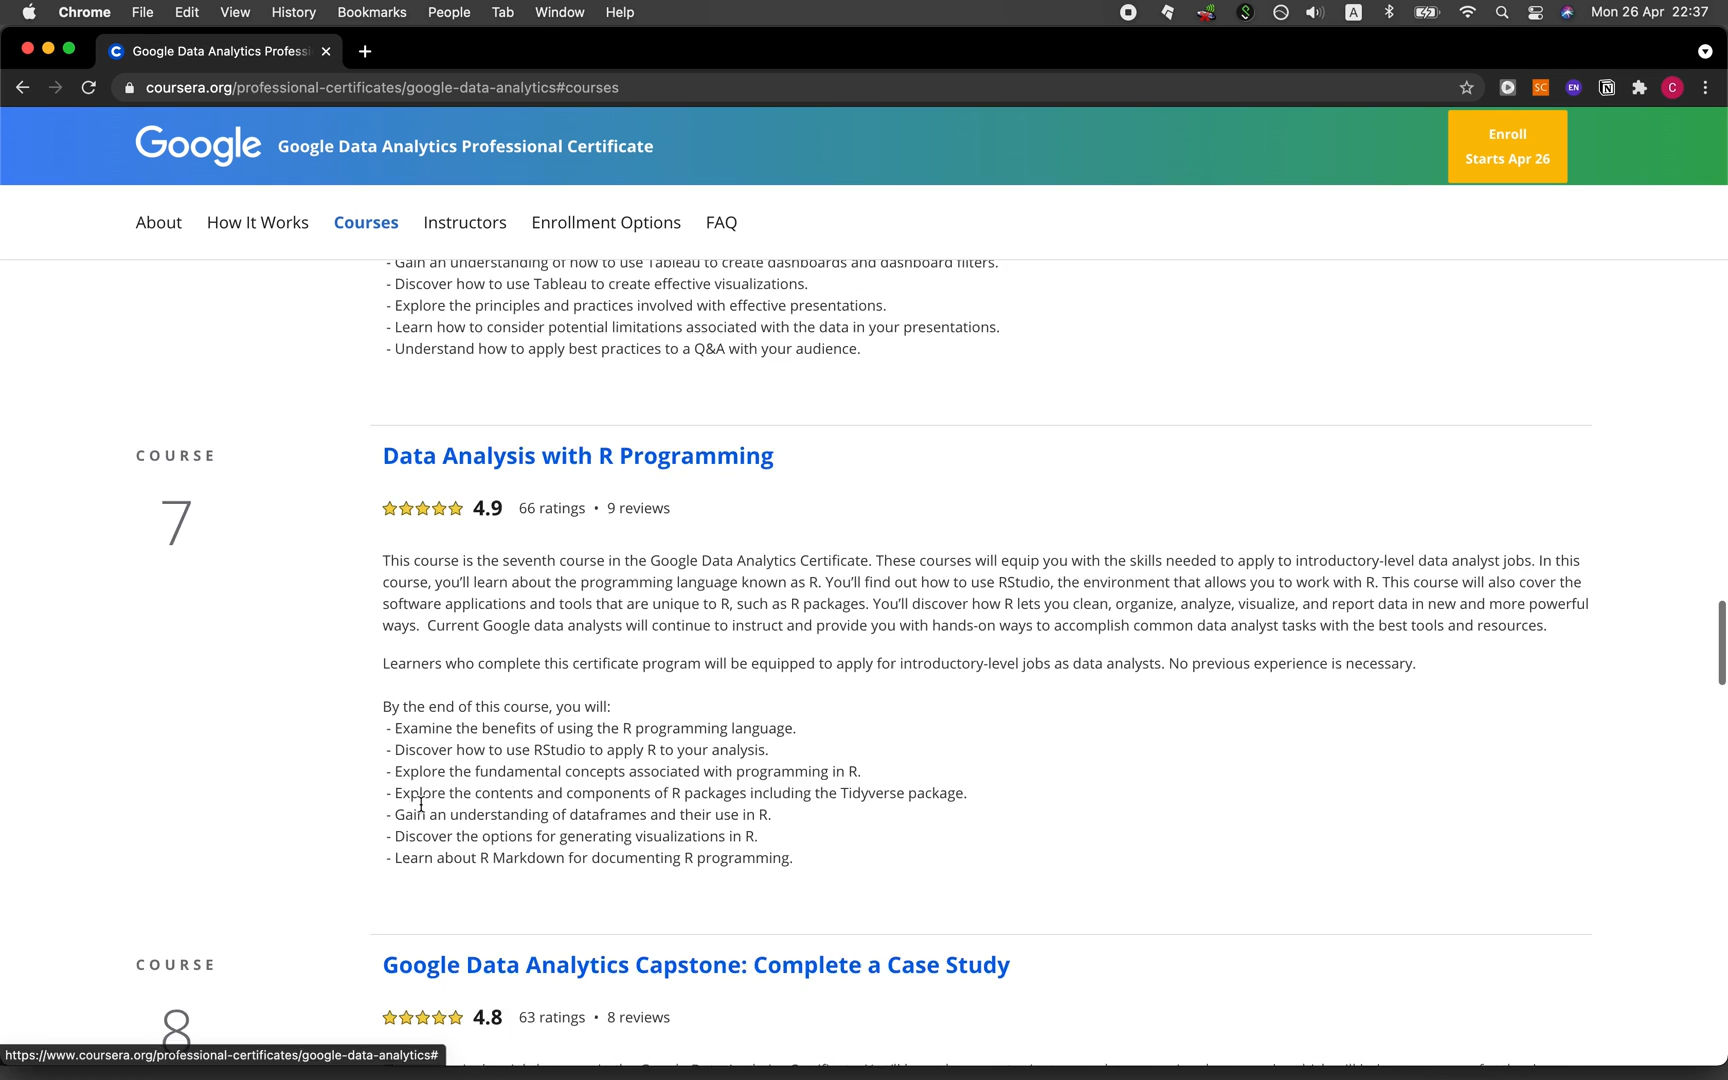 Chrome File Edit View History Bookmarks People Tab Window Help A Mon 26 Apr 22:37
C Google Data Analytics Professi
coursera.org/professional-certificates/google-data-analytics#courses SC EN N C
Google Google Data Analytics Professional Certificate
Enroll
Starts Apr 26
About How It Works Courses Instructors Enrollment Options FAQ
- Gain an understanding of how to use Tableau to create dashboards and dashboard filters.
- Discover how to use Tableau to create effective visualizations.
- Explore the principles and practices involved with effective presentations.
- Learn how to consider potential limitations associated with the data in your presentations.
- Understand how to apply best practices to a Q&A with your audience.
COURSE
7
Data Analysis with R Programming
4.9 66 ratings • 9 reviews
This course is the seventh course in the Google Data Analytics Certificate. These courses will equip you with the skills needed to apply to introductory-level data analyst jobs. In this
course, you'll learn about the programming language known as R. You'll find out how to use RStudio, the environment that allows you to work with R. This course will also cover the
software applications and tools that are unique to R, such as R packages. You'll discover how R lets you clean, organize, analyze, visualize, and report data in new and more powerful
ways. Current Google data analysts will continue to instruct and provide you with hands-on ways to accomplish common data analyst tasks with the best tools and resources.
Learners who complete this certificate program will be equipped to apply for introductory-level jobs as data analysts. No previous experience is necessary.
By the end of this course, you will:
- Examine the benefits of using the R programming language.
- Discover how to use RStudio to apply R to your analysis.
- Explore the fundamental concepts associated with programming in R.
- Explore the contents and components of R packages including the Tidyverse package.
- Gain an understanding of dataframes and their use in R.
- Discover the options for generating visualizations in R.
- Learn about R Markdown for documenting R programming.
COURSE
8
Google Data Analytics Capstone: Complete a Case Study
4.8 63 ratings • 8 reviews
https://www.coursera.org/professional-certificates/google-data-analytics#